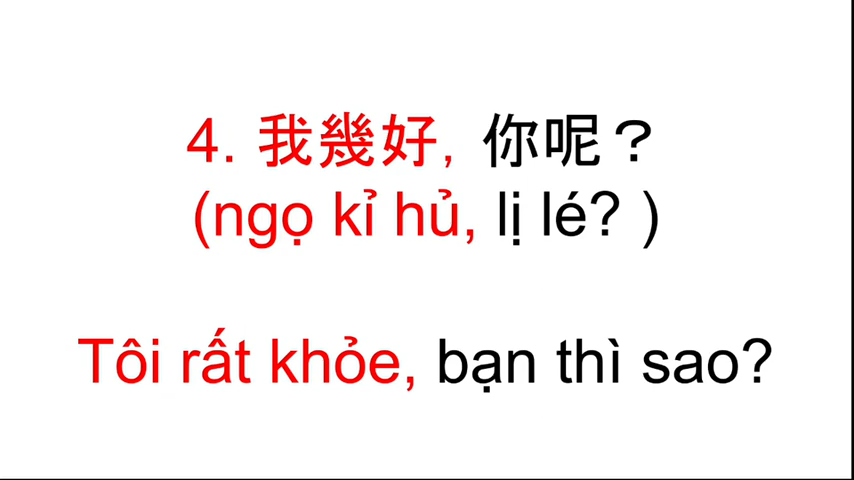 4. 我幾好, 你呢？
(ngọ kỉ hủ, lị lé? )
Tôi rất khỏe, bạn thì sao?